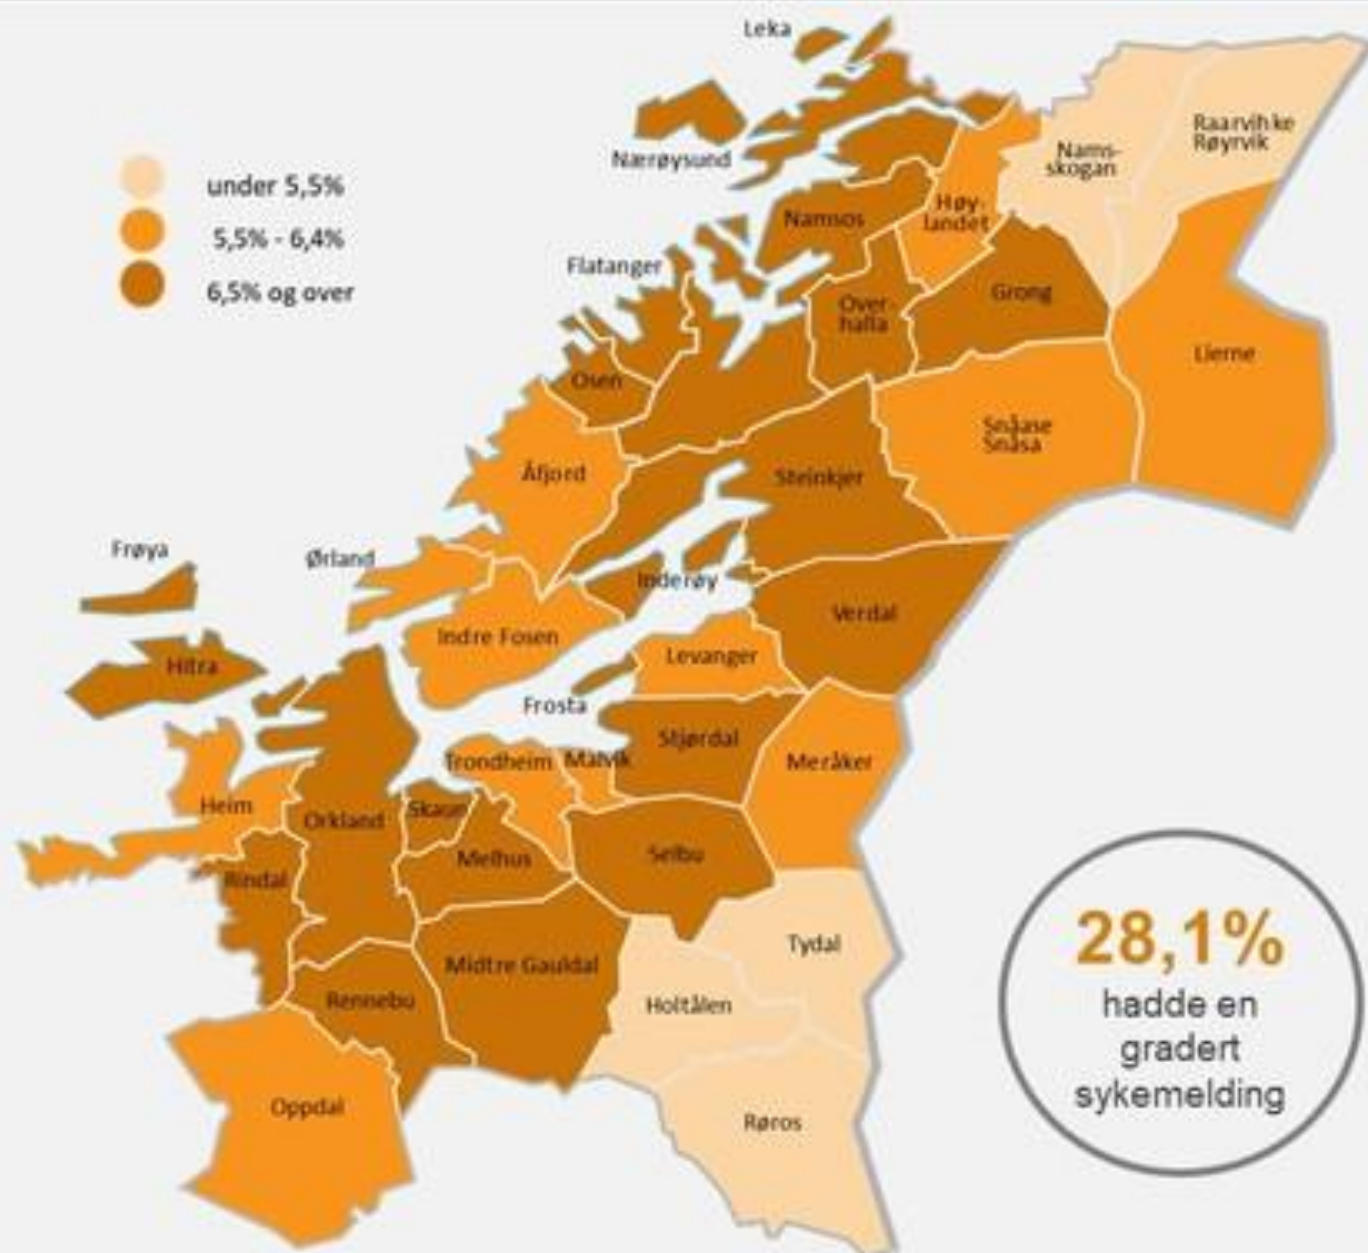 Leka
Raarvihke
Røyrvik
Nams-
skogan
Nærøysund
under 5,5%
5,5% - 6,4%
6,5% og over
Høy-
landet
Namsos
Flatanger
Grong
Over-
halla
Lierne
Osen
Snåase
Snåsa
Åfjord
Steinkjer
Frøya
Ørland
Inderøy
Verdal
Indre Fosen
Levanger
Hitra
Frosta
Stjørdal
Trondheim
Malvik
Meråker
Heim
Orkland
Skaun
Melhus
Selbu
Rindal
Tydal
Midtre Gauldal
Rennebu
Holtålen
Oppdal
Røros
28,1%
hadde en
gradert
sykemelding